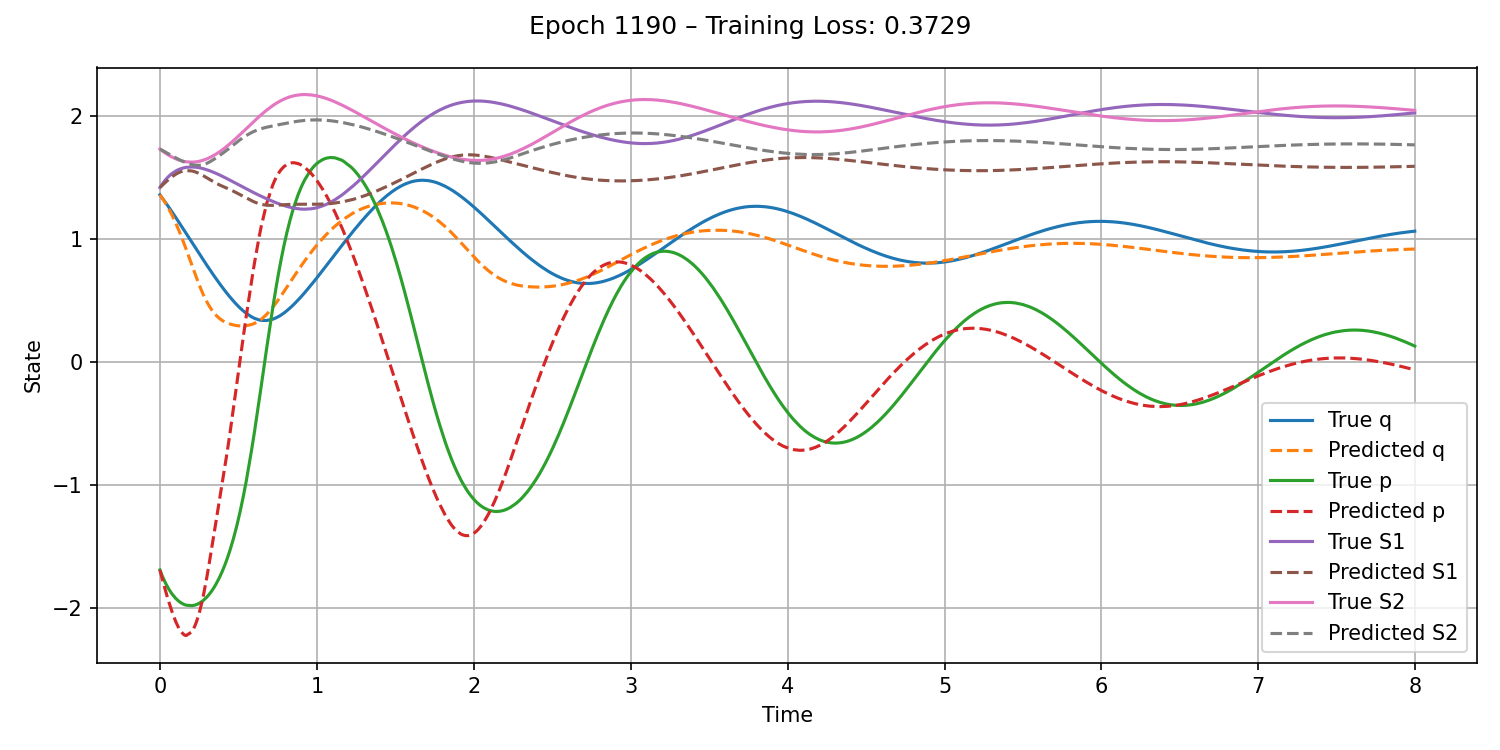 Epoch 1190 – Training Loss: 0.3729
State
2
1
0
−1
−2
0 1 2 3 4 5 6 7 8
Time
True q
Predicted q
True p
Predicted p
True S1
Predicted S1
True S2
Predicted S2